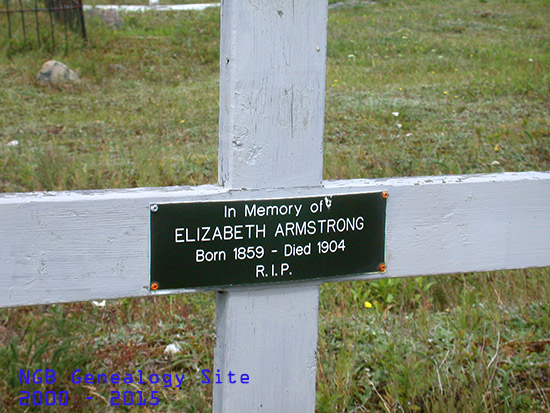 In Memory of
ELIZABETH ARMSTRONG
Born 1859 - Died 1904
R.I.P.
NGB Genealogy Site
2000 - 2015